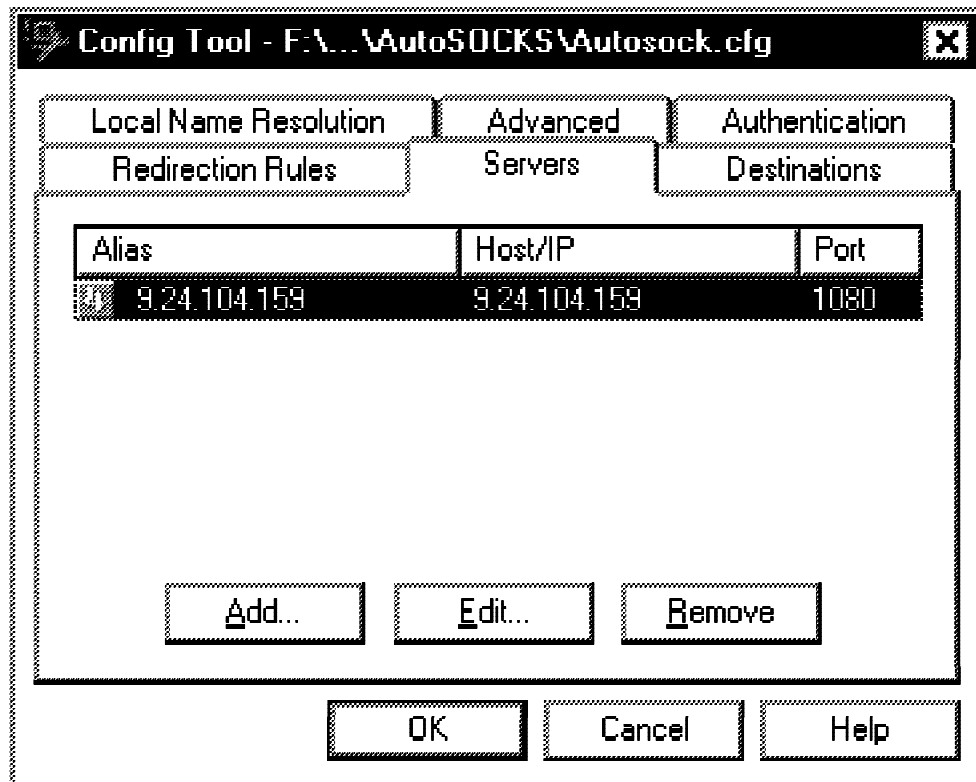 Config Tool - F:\...\AutoSOCKS\Autosock.cfg
Local Name Resolution Advanced Authentication
Redirection Rules Servers Destinations
Alias Host/IP Port
9.24.104.159 9.24.104.159 1080
Add... Edit... Remove
OK Cancel Help